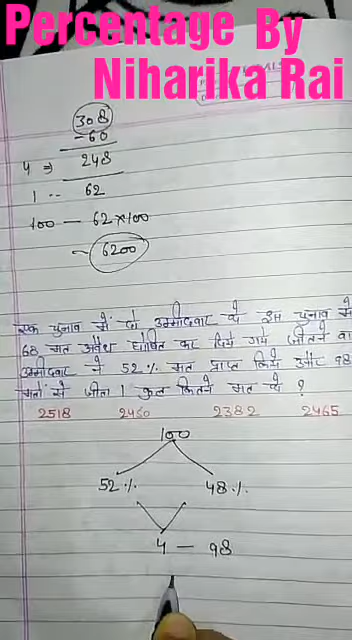 Percentage By
Niharika Rai
308
- 60
4 ⇒ 248
1 -- 62
100 — 62×100
~ 6200
एक चुनाव में दो उम्मीदवार थे इस चुनाव में
68 मत अवैध घोषित कर दिये गये जीतने वा
उम्मीदवार ने 52% मत प्राप्त किये और 98
मतों से जीता । कुल कितने मत थे ?
2518 2450 2382 2465
100
52% 48%
4 — 98